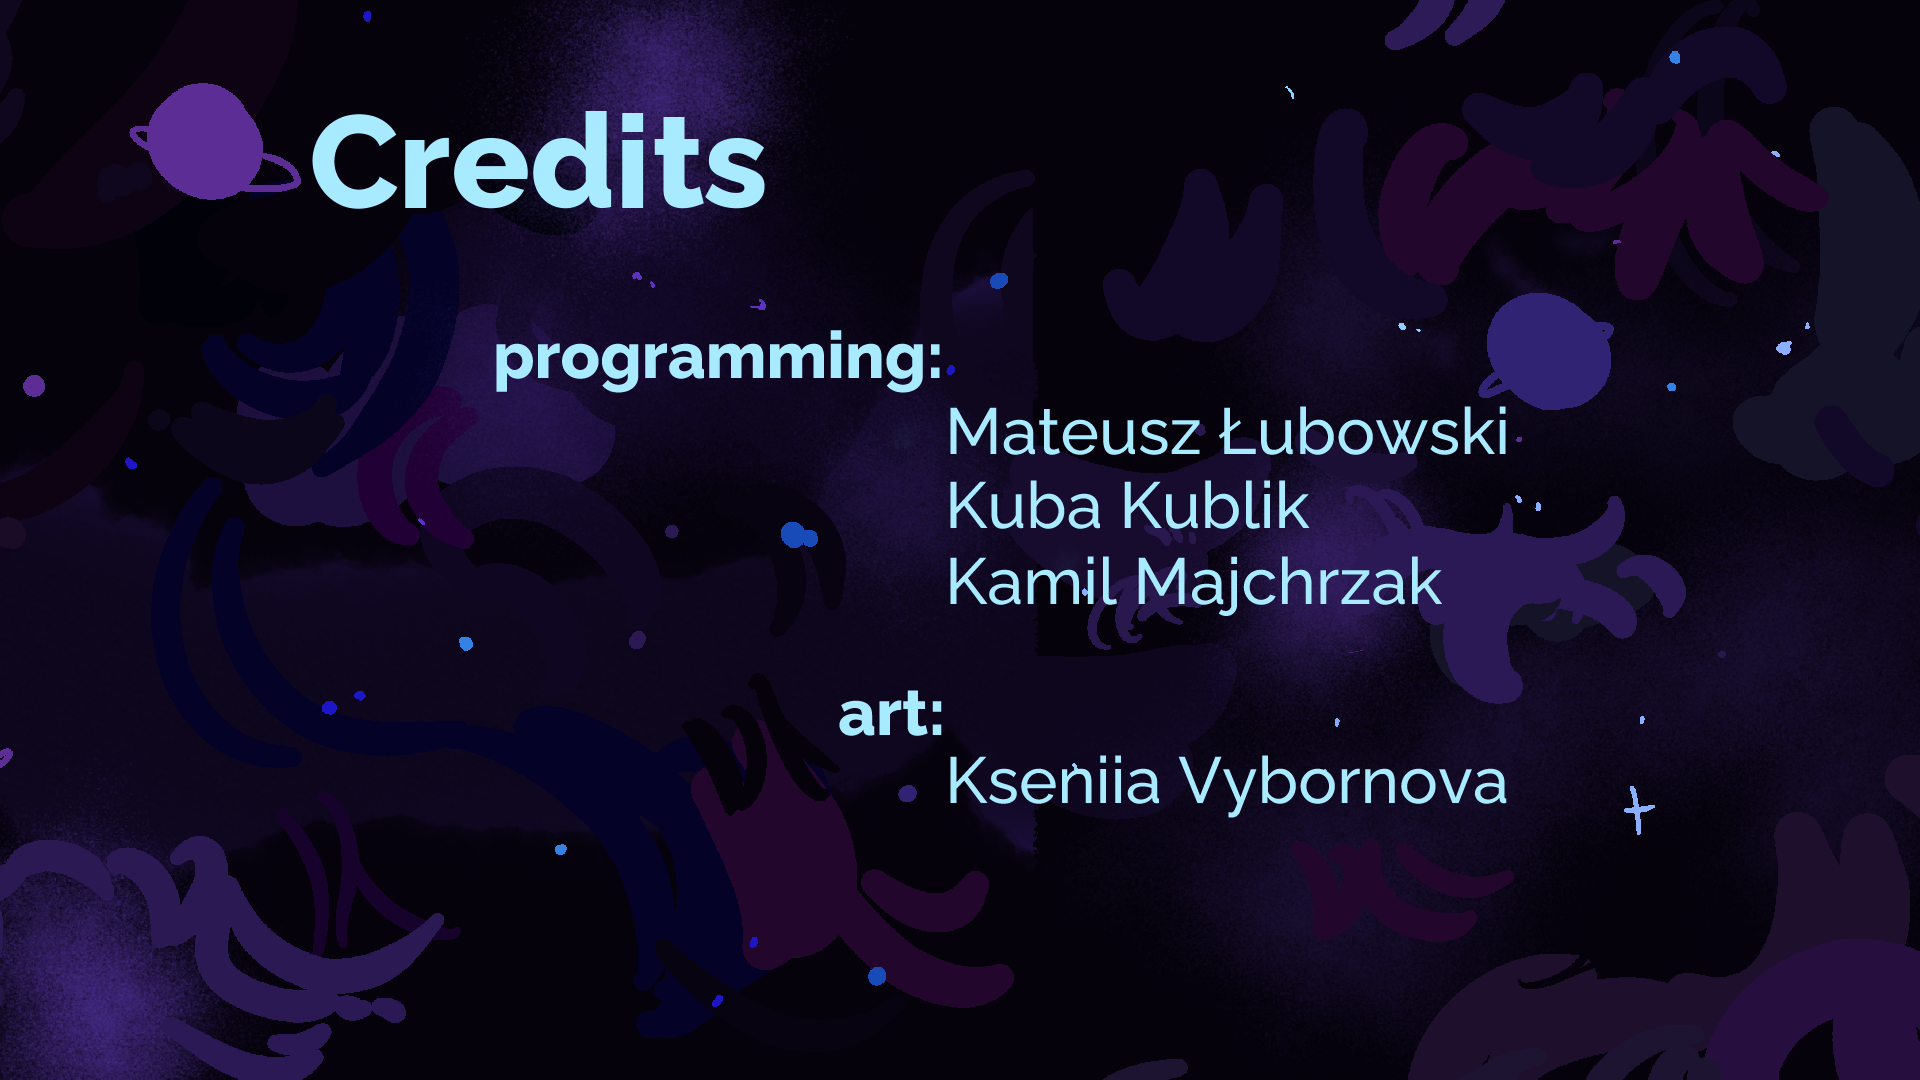 Credits
programming:
Mateusz Łubowski
Kuba Kublik
Kamil Majchrzak
art:
Kseniia Vybornova